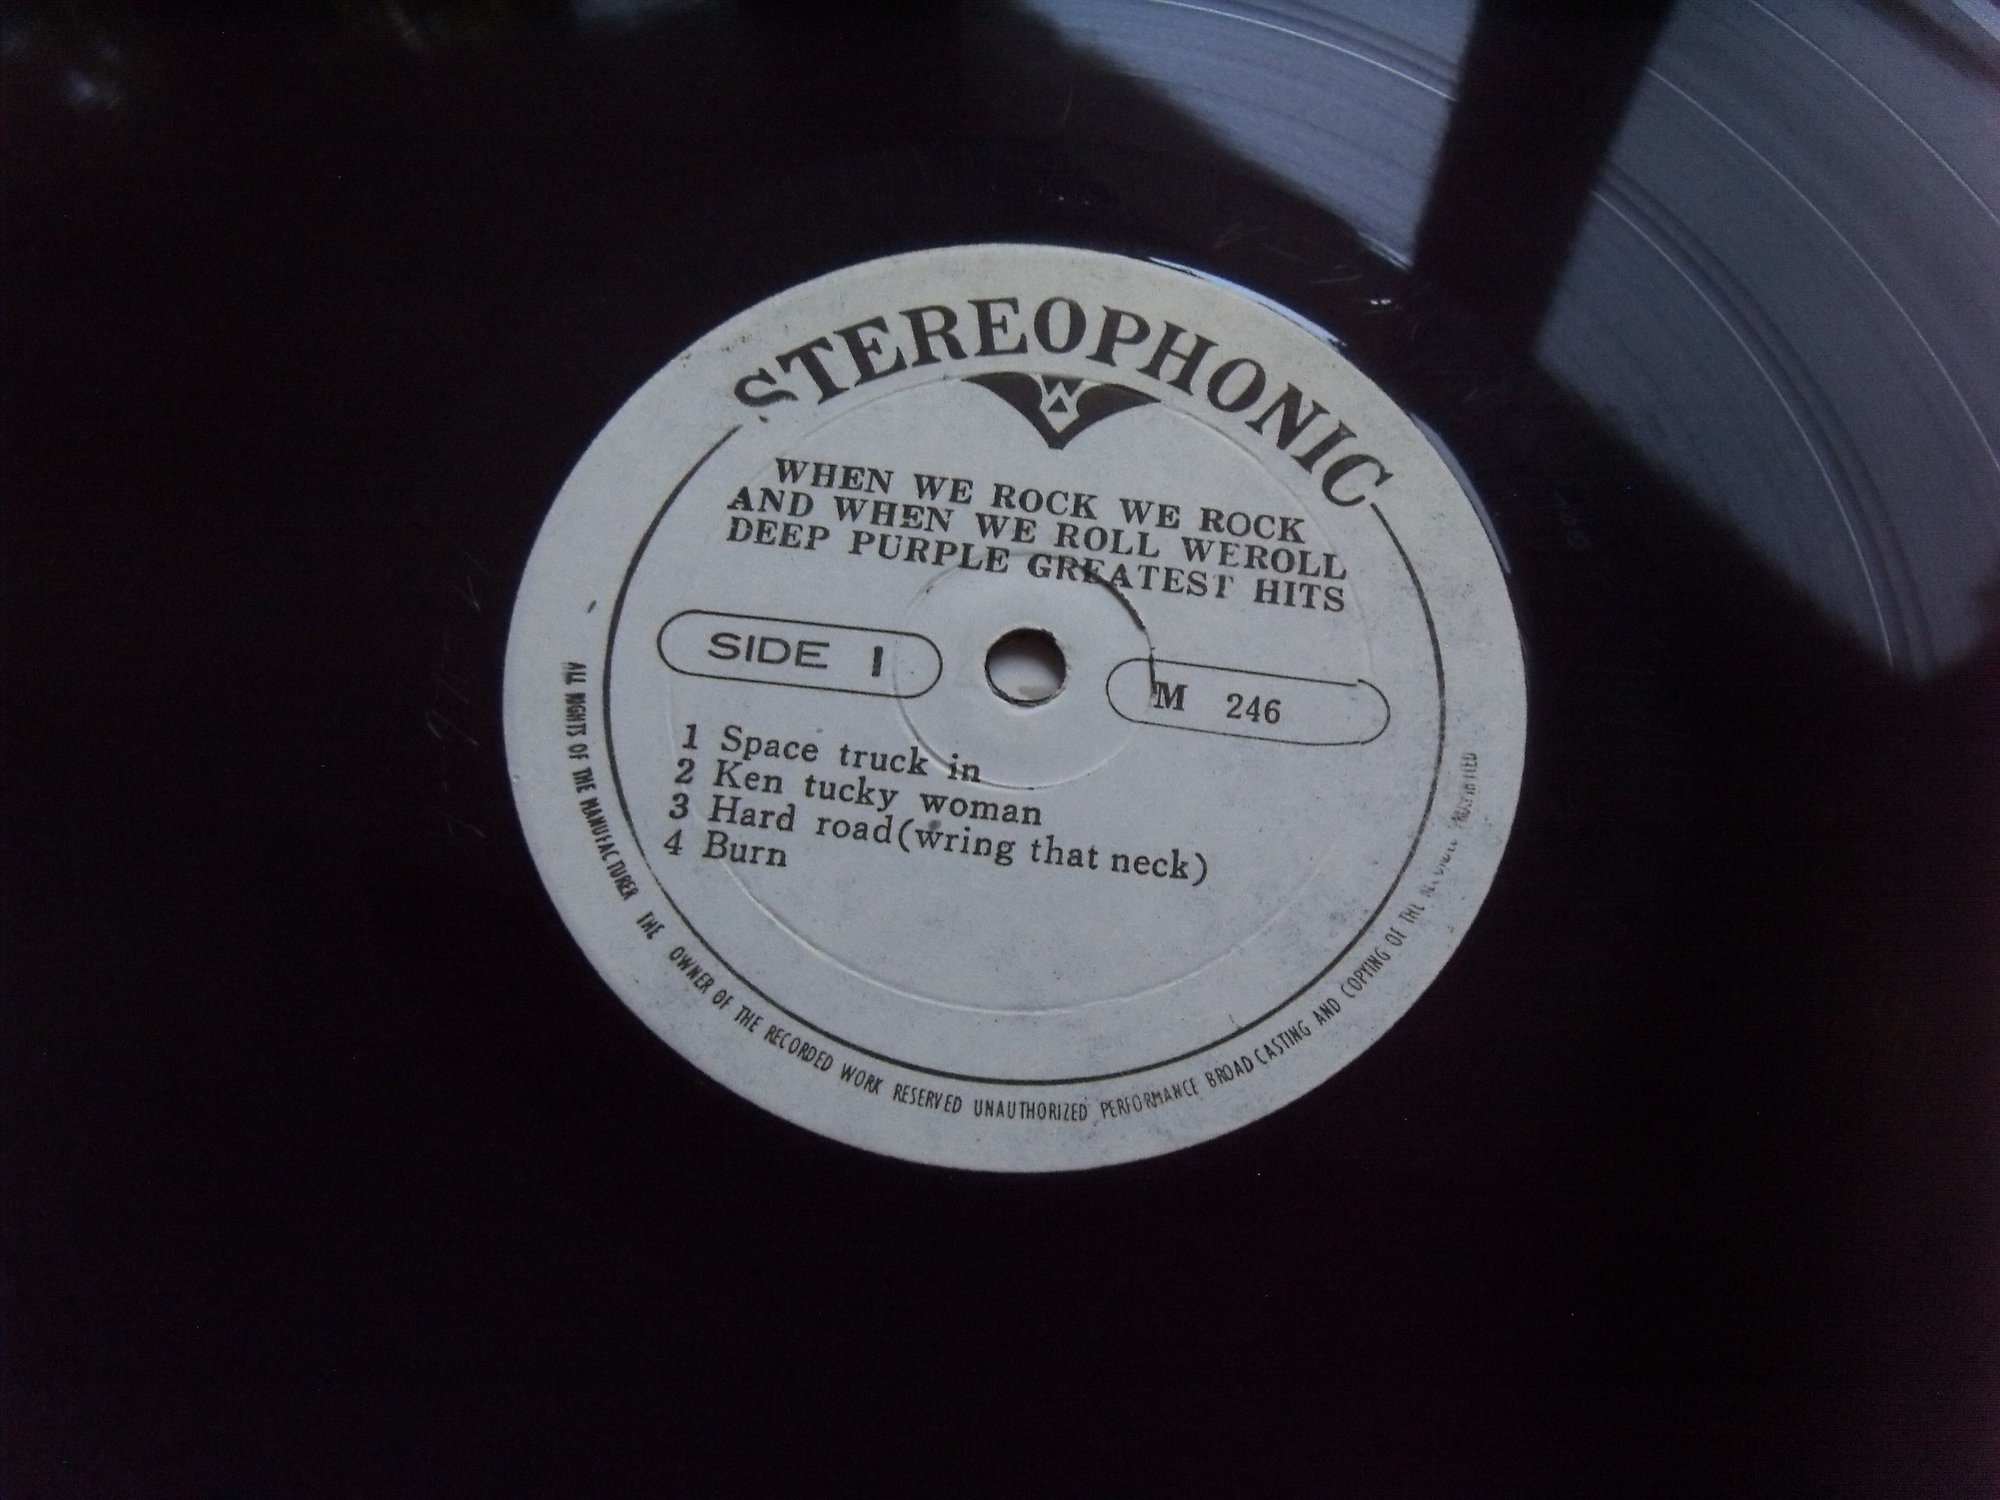 STEREOPHONIC
WHEN WE ROCK WE ROCK
AND WHEN WE ROLL WEROLL
DEEP PURPLE GREATEST HITS
SIDE 1
M 246
1 Space truck in
2 Ken tucky woman
3 Hard road(wring that neck)
4 Burn
ALL RIGHTS OF THE MANUFACTURER THE OWNER OF THE RECORDED WORK RESERVED UNAUTHORIZED PERFORMANCE BROAD CASTING AND COPYING OF THE